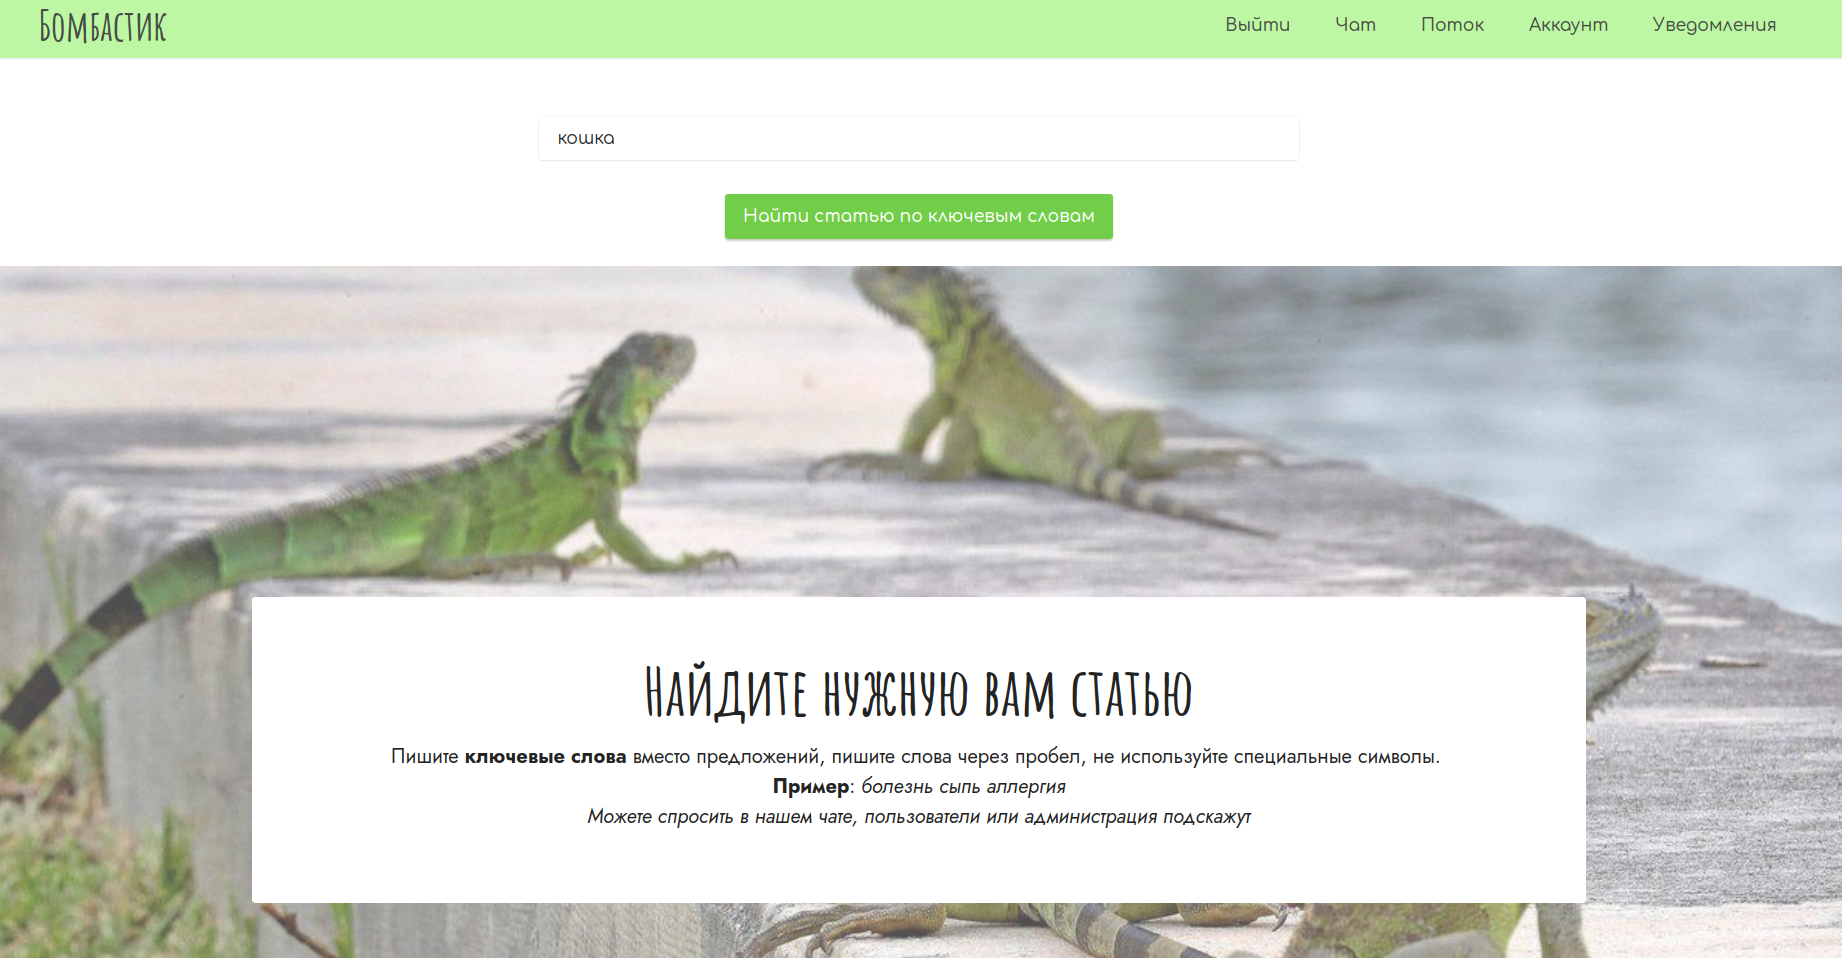 Бомбастик
Выйти Чат Поток Аккаунт Уведомления
кошка
Найти статью по ключевым словам
Найдите нужную вам статью
Пишите ключевые слова вместо предложений, пишите слова через пробел, не используйте специальные символы.
Пример: болезнь сыпь аллергия
Можете спросить в нашем чате, пользователи или администрация подскажут